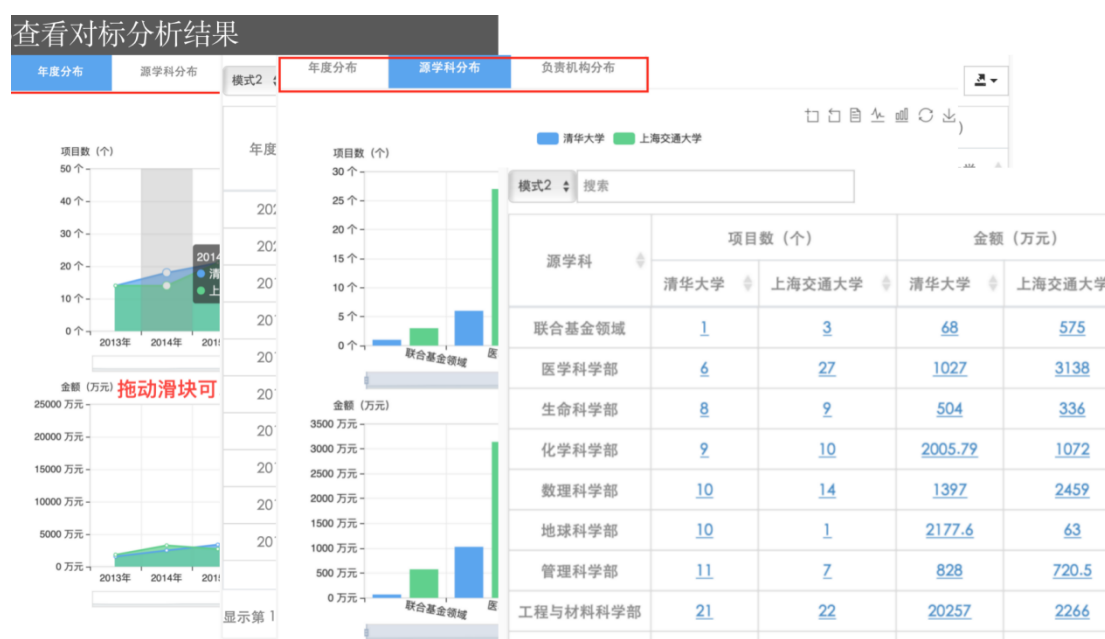 查看对标分析结果
年度分布 源学科分布
模式2
年度
项目数（个）
50 个
40 个
30 个
20 个
10 个
0 个
2013年 2014年
2014
清
上
金额（万元）
拖动滑块可
25000 万元
20000 万元
15000 万元
10000 万元
5000 万元
0 万元
2013年 2014年
显示第 1
年度分布 源学科分布 负责机构分布
清华大学 上海交通大学
项目数（个）
30 个
25 个
20 个
15 个
10 个
5 个
0 个
联合基金领域 医
金额（万元）
3500 万元
3000 万元
2500 万元
2000 万元
1500 万元
1000 万元
500 万元
0 万元
联合基金领域 医
模式2 搜索
源学科 项目数（个） 金额（万元）
清华大学 上海交通大学 清华大学 上海交通大学
联合基金领域 1 3 68 575
医学科学部 6 27 1027 3138
生命科学部 8 9 504 336
化学科学部 9 10 2005.79 1072
数理科学部 10 14 1397 2459
地球科学部 10 1 2177.6 63
管理科学部 11 7 828 720.5
工程与材料科学部 21 22 20257 2266